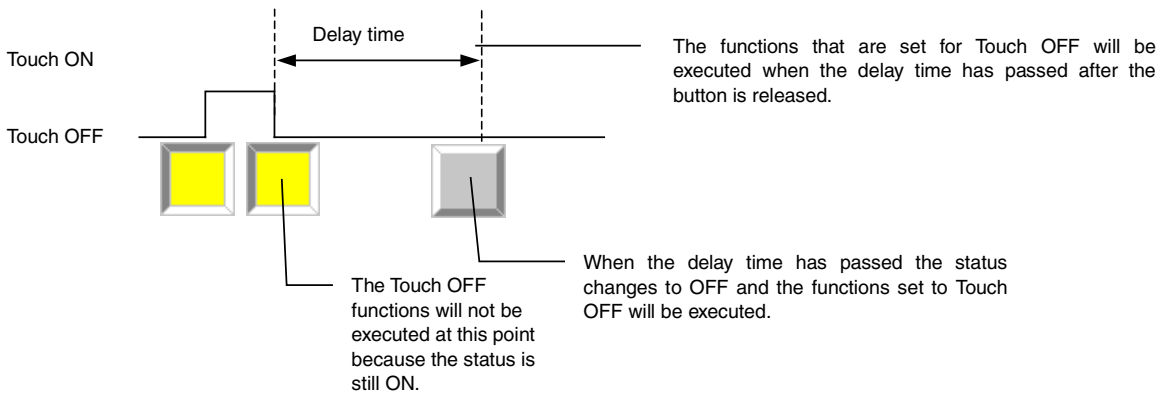 Delay time
Touch ON
The functions that are set for Touch OFF will be
executed when the delay time has passed after the
button is released.
Touch OFF
The Touch OFF
functions will not be
executed at this point
because the status is
still ON.
When the delay time has passed the status
changes to OFF and the functions set to Touch
OFF will be executed.